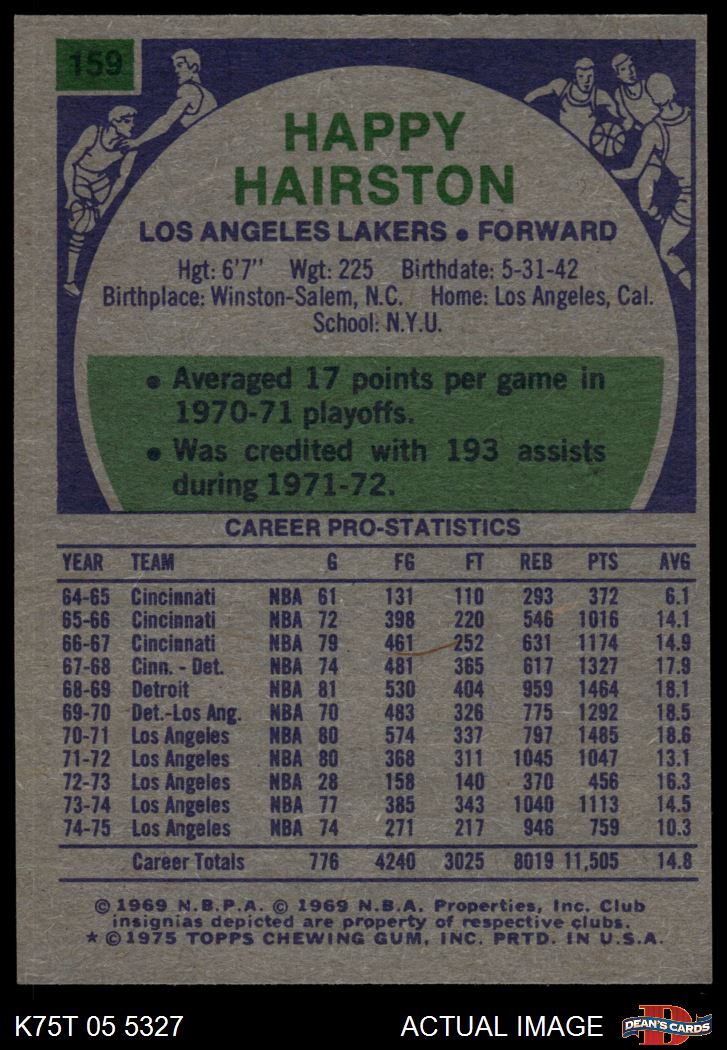 159
HAPPY
HAIRSTON
LOS ANGELES LAKERS • FORWARD
Hgt: 6'7" Wgt: 225 Birthdate: 5-31-42
Birthplace: Winston-Salem, N.C. Home: Los Angeles, Cal.
School: N.Y.U.
• Averaged 17 points per game in
1970-71 playoffs.
• Was credited with 193 assists
during 1971-72.
CAREER PRO-STATISTICS
YEAR TEAM G FG FT REB PTS AVG
64-65 Cincinnati NBA 61 131 110 293 372 6.1
65-66 Cincinnati NBA 72 398 220 546 1016 14.1
66-67 Cincinnati NBA 79 461 252 631 1174 14.9
67-68 Cinn. - Det. NBA 74 481 365 617 1327 17.9
68-69 Detroit NBA 81 530 404 959 1464 18.1
69-70 Det.-Los Ang. NBA 70 483 326 775 1292 18.5
70-71 Los Angeles NBA 80 574 337 797 1485 18.6
71-72 Los Angeles NBA 80 368 311 1045 1047 13.1
72-73 Los Angeles NBA 28 158 140 370 456 16.3
73-74 Los Angeles NBA 77 385 343 1040 1113 14.5
74-75 Los Angeles NBA 74 271 217 946 759 10.3
Career Totals 776 4240 3025 8019 11,505 14.8
© 1969 N.B.P.A. © 1969 N.B.A. Properties, Inc. Club
insignias depicted are property of respective clubs.
* © 1975 TOPPS CHEWING GUM, INC. PRTD. IN U.S.A.
K75T 05 5327 ACTUAL IMAGE D DEAN'S CARDS